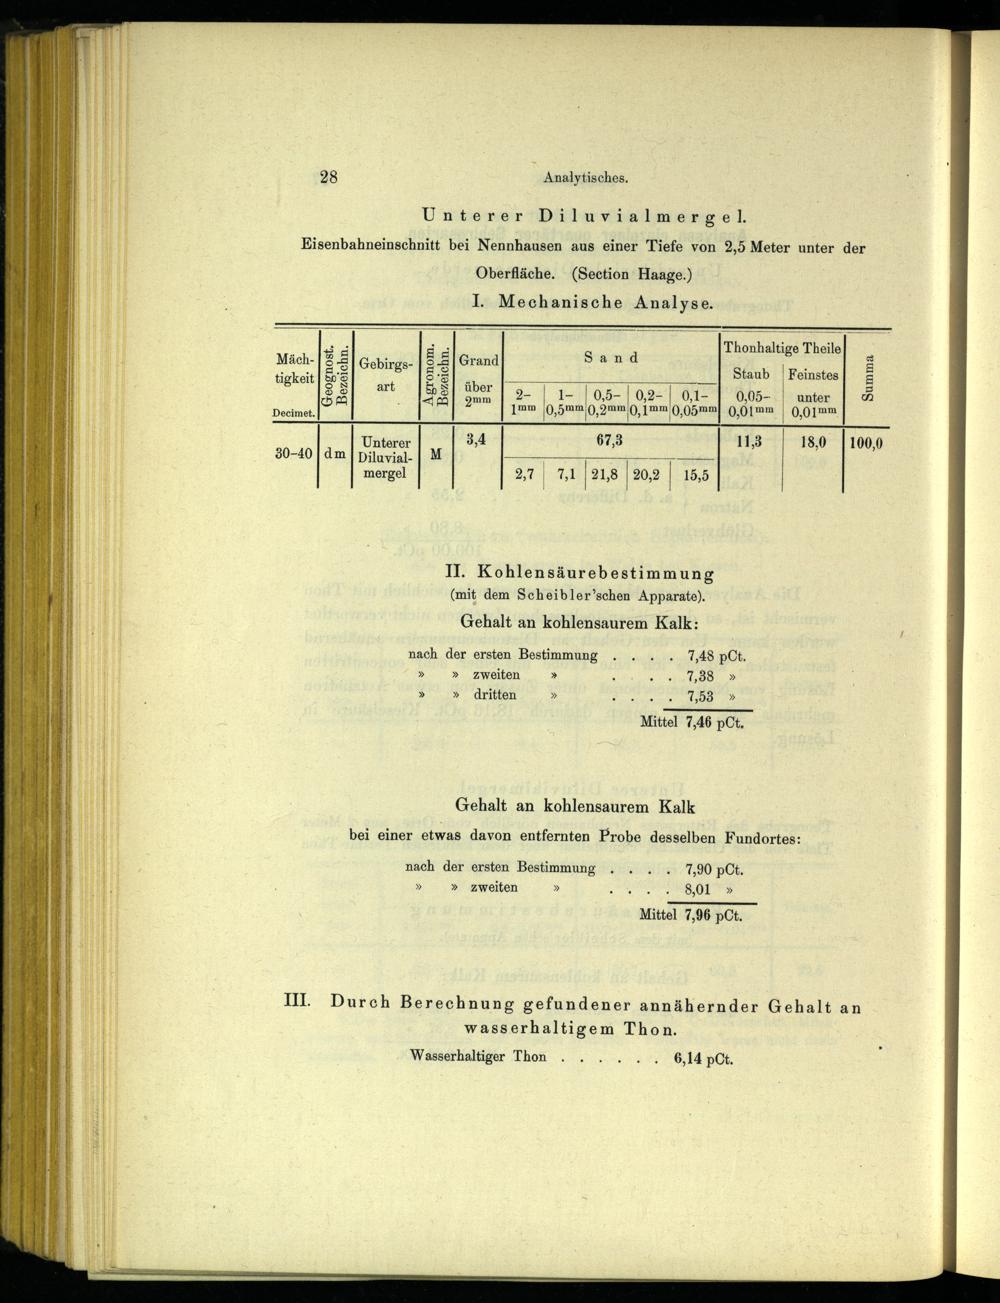 28 Analytisches.
Unterer Diluvialmergel.
Eisenbahneinschnitt bei Nennhausen aus einer Tiefe von 2,5 Meter unter der
Oberfläche. (Section Haage.)
I. Mechanische Analyse.
Mäch-
tigkeit
Decimet.
Geognost.
Bezeichn.
Gebirgs-
art
Agronom.
Bezeichn.
Grand
über
2mm
Sand
2- 1- 0,5- 0,2- 0,1-
1mm 0,5mm 0,2mm 0,1mm 0,05mm
Thonhaltige Theile
Staub Feinstes
0,05- unter
0,01mm 0,01mm
Summa
30-40 dm
Unterer
Diluvial-
mergel
M
3,4 67,3 11,3 18,0 100,0
2,7 7,1 21,8 20,2 15,5
II. Kohlensäurebestimmung
(mit dem Scheibler'schen Apparate).
Gehalt an kohlensaurem Kalk:
nach der ersten Bestimmung . . . . 7,48 pCt.
» » zweiten » . . . . 7,38 »
» » dritten » . . . . 7,53 »
Mittel 7,46 pCt.
Gehalt an kohlensaurem Kalk
bei einer etwas davon entfernten Probe desselben Fundortes:
nach der ersten Bestimmung . . . . 7,90 pCt.
» » zweiten » . . . . 8,01 »
Mittel 7,96 pCt.
III. Durch Berechnung gefundener annähernder Gehalt an
wasserhaltigem Thon.
Wasserhaltiger Thon . . . . . . 6,14 pCt.